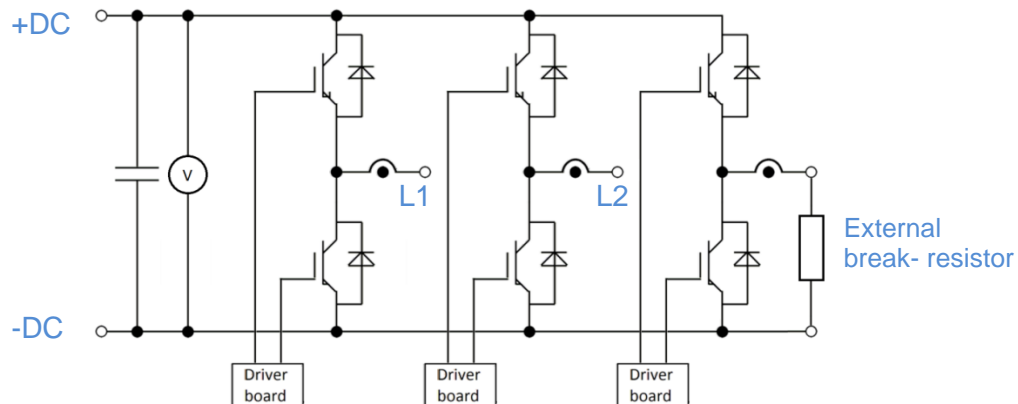 +DC
V
L1
L2
External
break- resistor
-DC
Driver
board
Driver
board
Driver
board